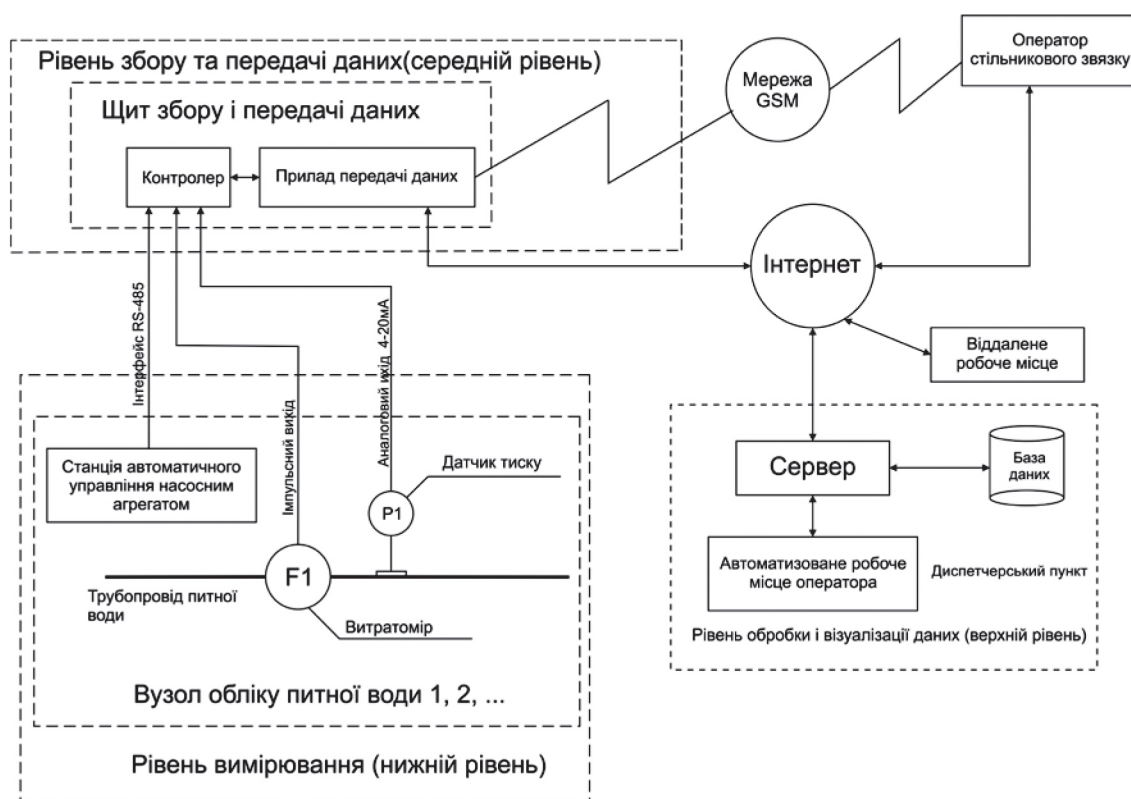 Рівень збору та передачі даних(середній рівень)
Щит збору і передачі даних
Контролер
Прилад передачі даних
Мережа
GSM
Оператор
стільникового звязку
Інтернет
Віддалене
робоче місце
Інтерфейс RS-485
Імпульсний вихід
Аналоговий ихід 4-20мА
Станція автоматичного
управління насосним
агрегатом
Датчик тиску
P1
F1
Трубопровід питної
води
Витратомір
Вузол обліку питної води 1, 2, ...
Рівень вимірювання (нижній рівень)
Сервер
База
даних
Автоматизоване робоче
місце оператора
Диспетчерський пункт
Рівень обробки і візуалізації даних (верхній рівень)